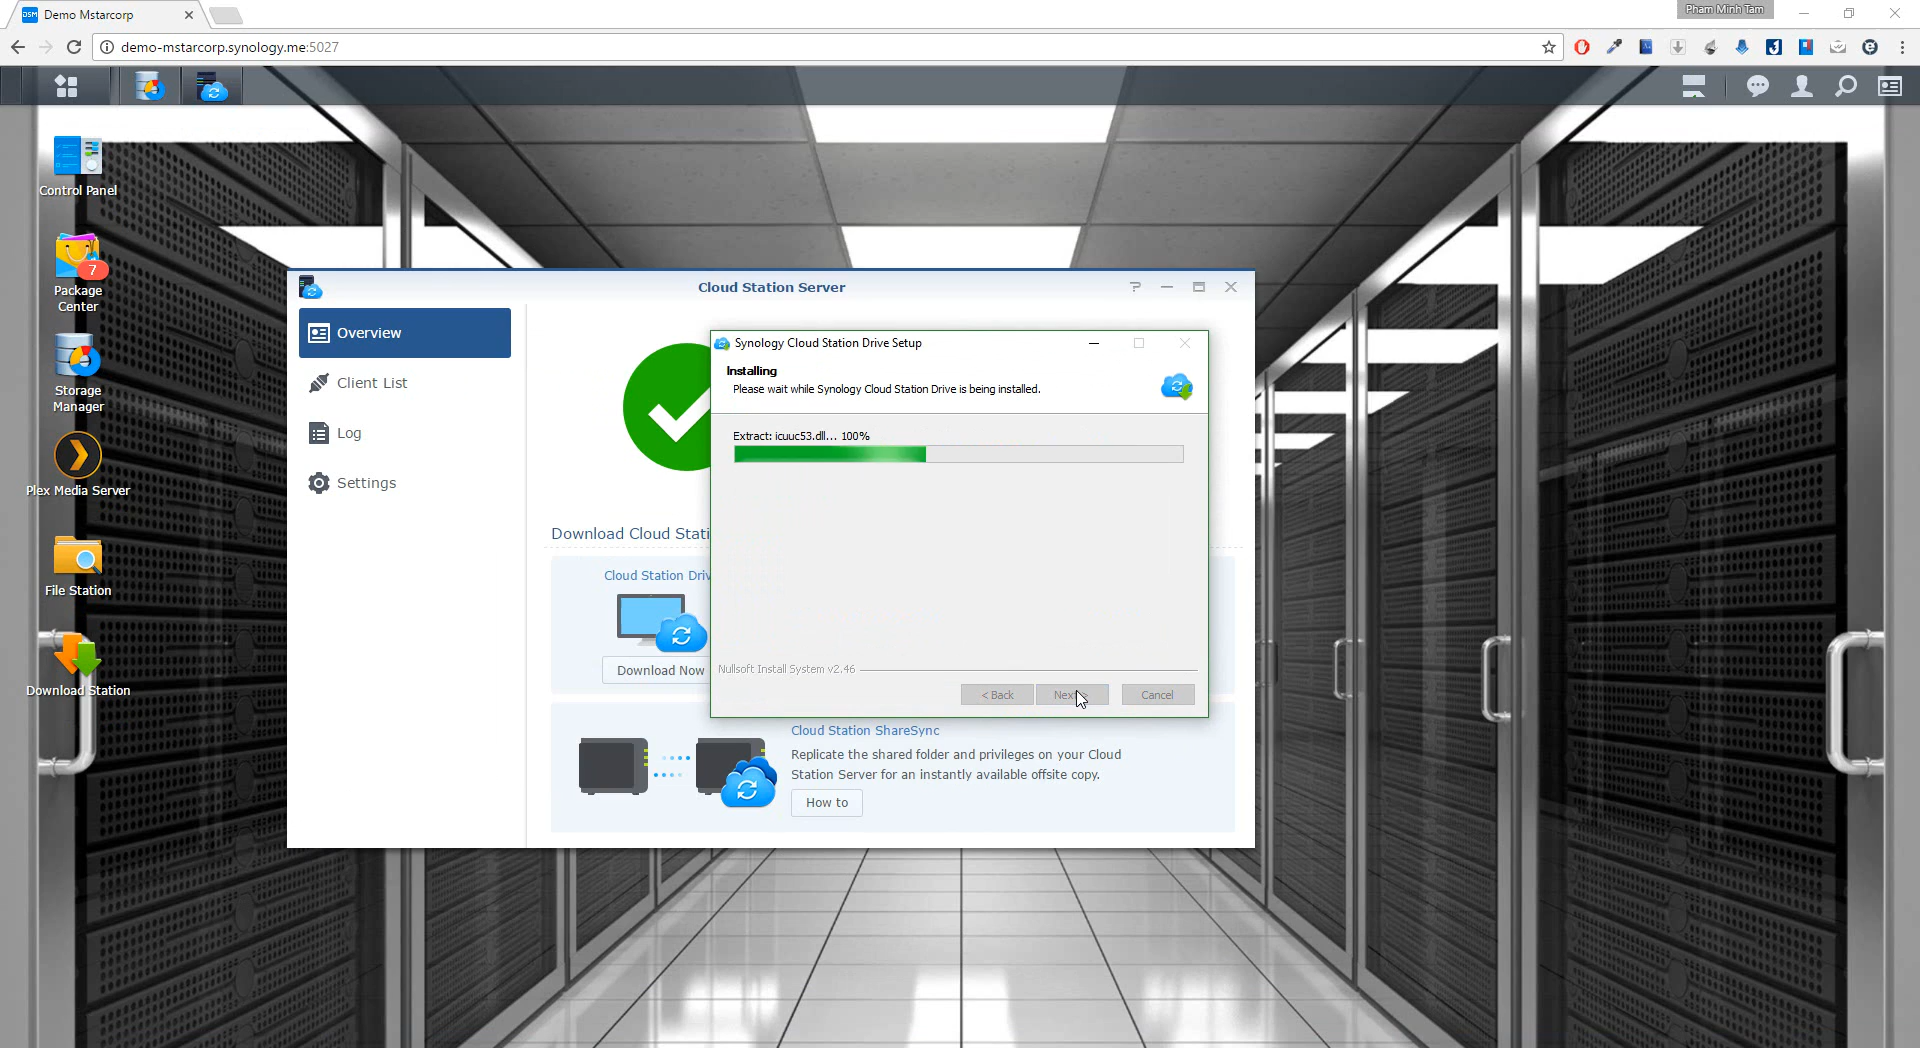 Demo Mstarcorp
Pham Minh Tam
demo-mstarcorp.synology.me:5027
Control Panel
7
Package
Center
Storage
Manager
Plex Media Server
File Station
Download Station
Cloud Station Server
Overview
Client List
Log
Settings
Download Cloud Stati
Cloud Station Driv
Download Now
Synology Cloud Station Drive Setup
Installing
Please wait while Synology Cloud Station Drive is being installed.
Extract: icuuc53.dll... 100%
Nullsoft Install System v2.46
< Back
Next
Cancel
Cloud Station ShareSync
Replicate the shared folder and privileges on your Cloud
Station Server for an instantly available offsite copy.
How to